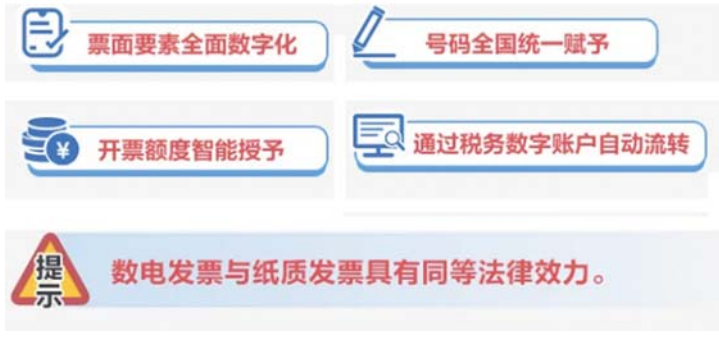 票面要素全面数字化
号码全国统一赋予
开票额度智能授予
通过税务数字账户自动流转
提示
数电发票与纸质发票具有同等法律效力。